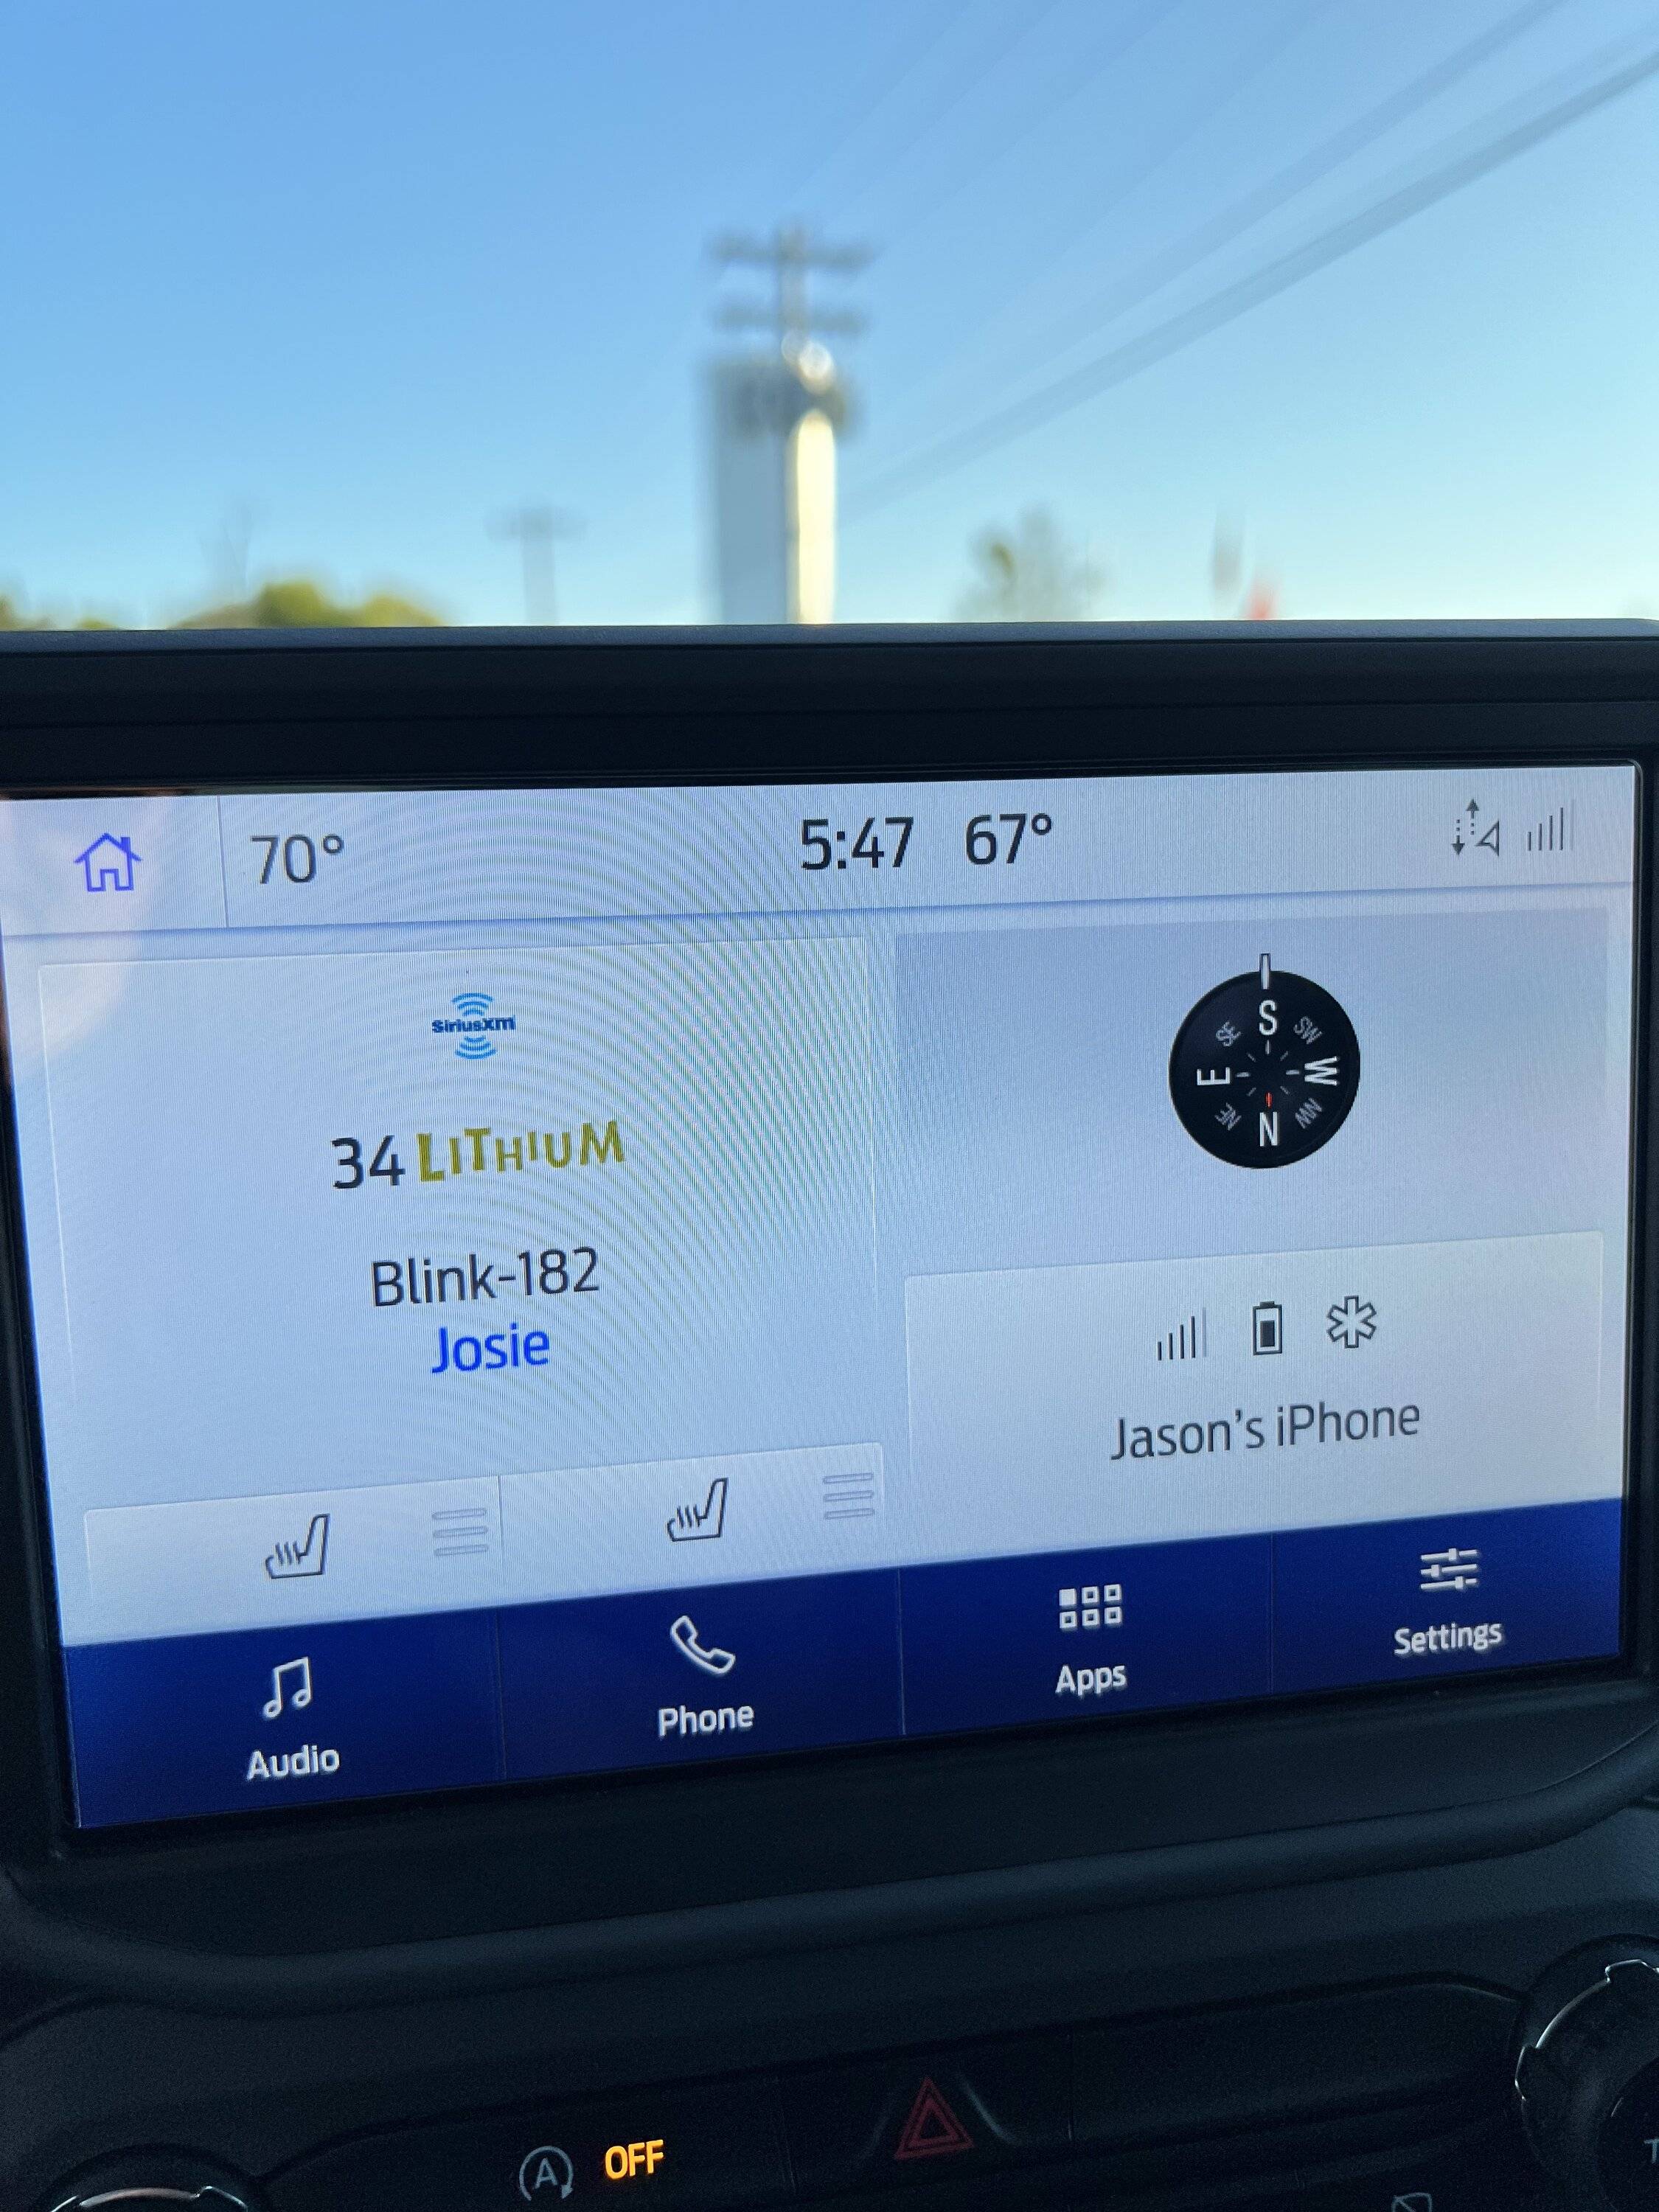 70° 5:47 67°
SiriusXM
34 LiTHiUM
Blink-182
Josie
S
SE SW
E W
NE NW
N
Jason's iPhone
Audio Phone Apps Settings
A OFF